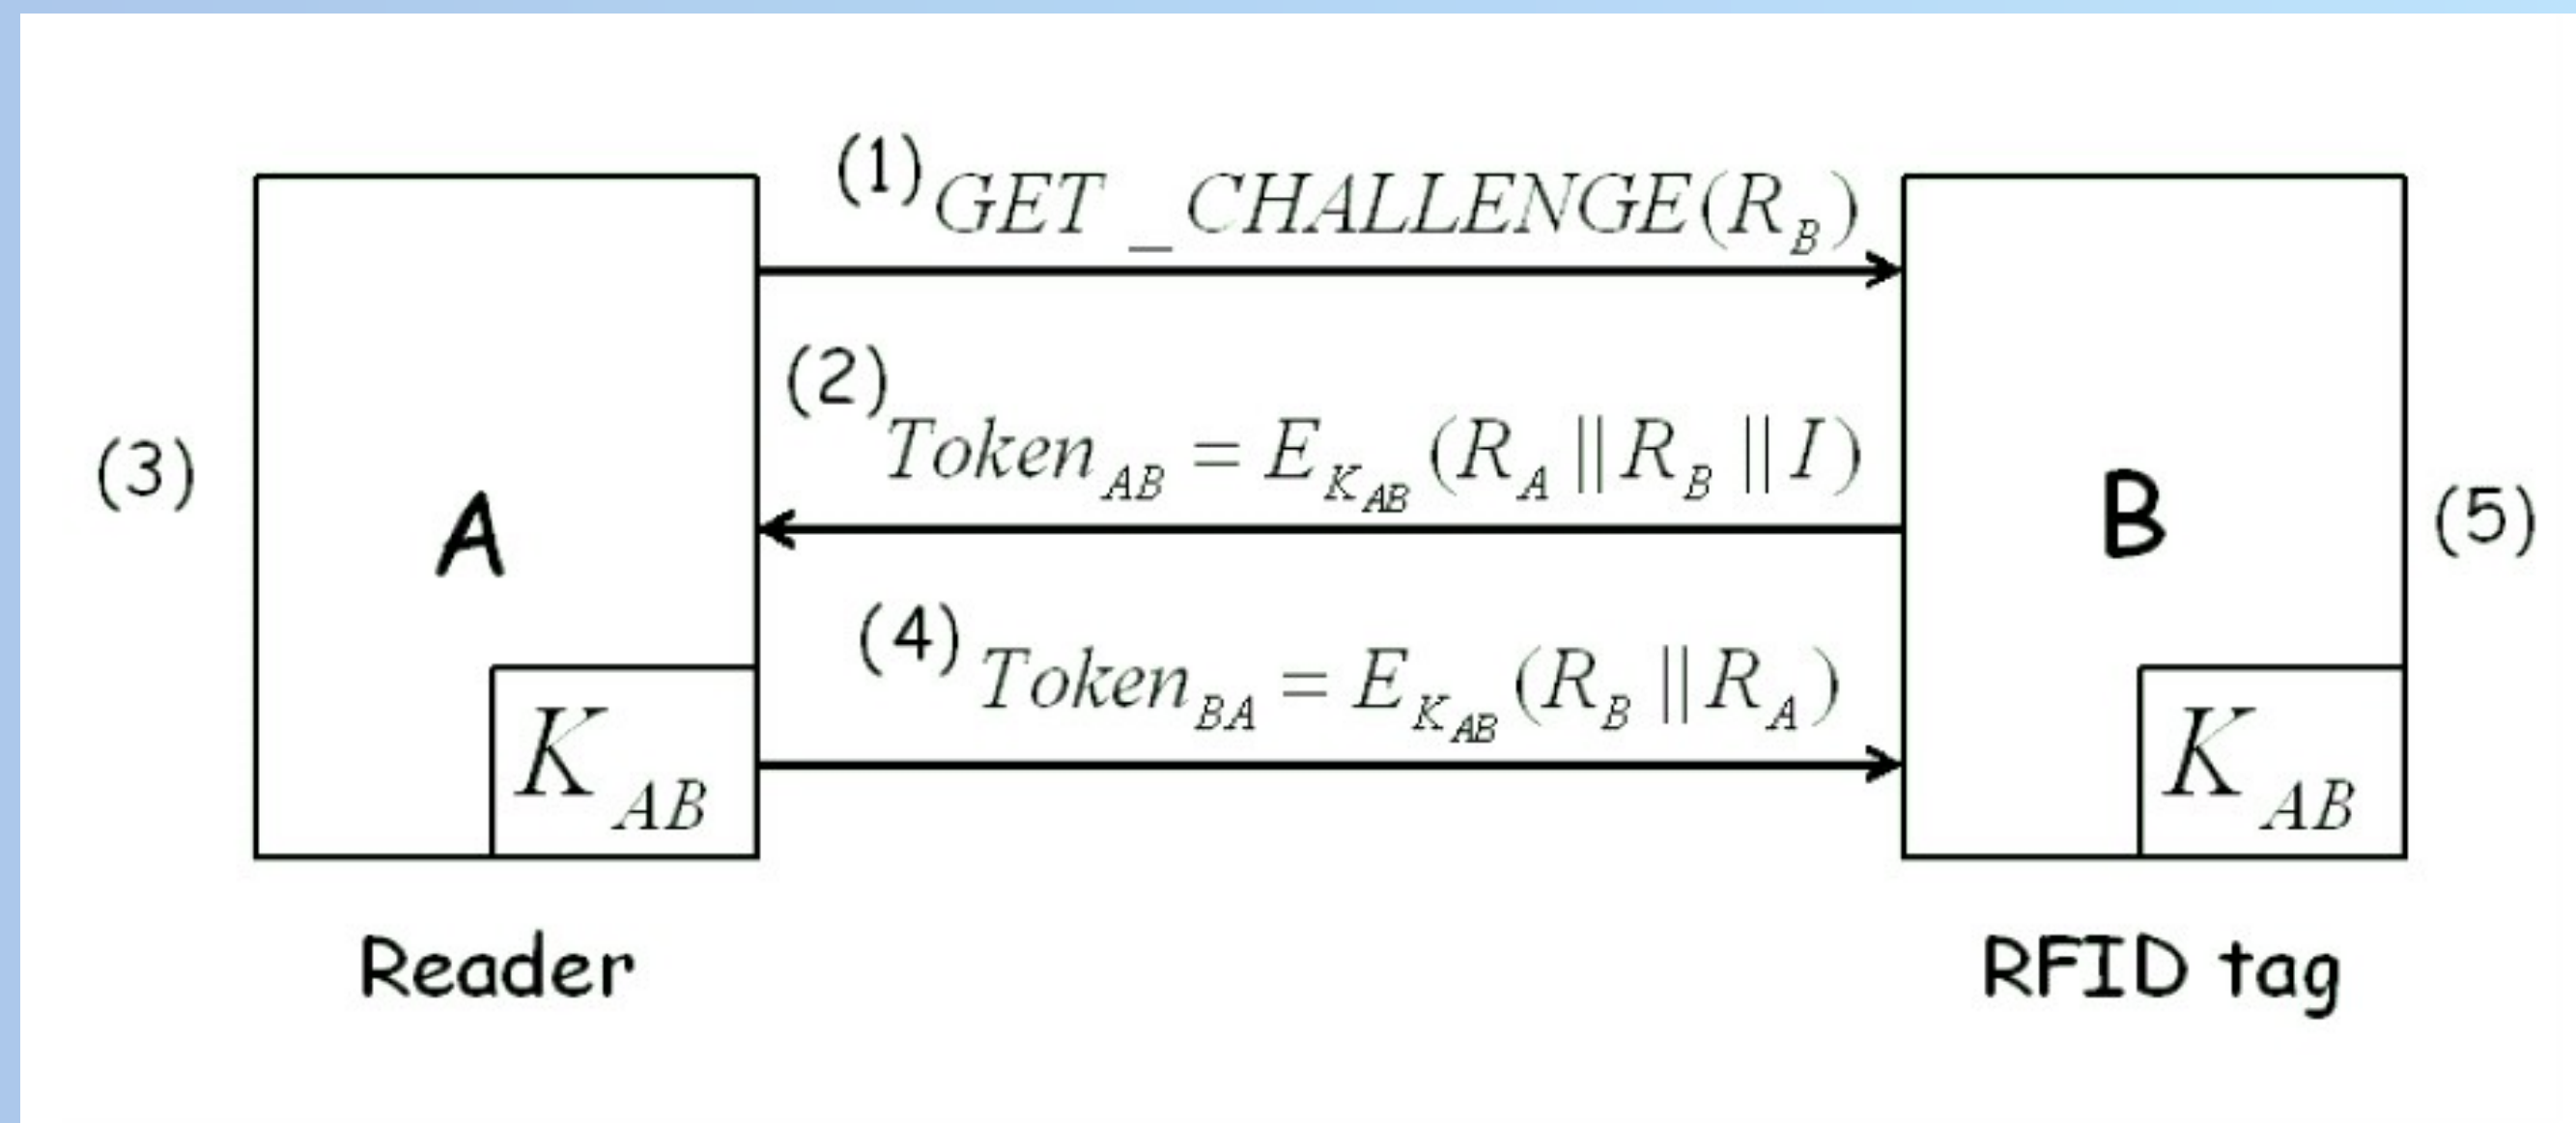 (1) GET_CHALLENGE(R_B)
(2) Token_AB = E_K_AB (R_A || R_B || I)
(3)
A
B
(5)
(4) Token_BA = E_K_AB (R_B || R_A)
K_AB
K_AB
Reader
RFID tag